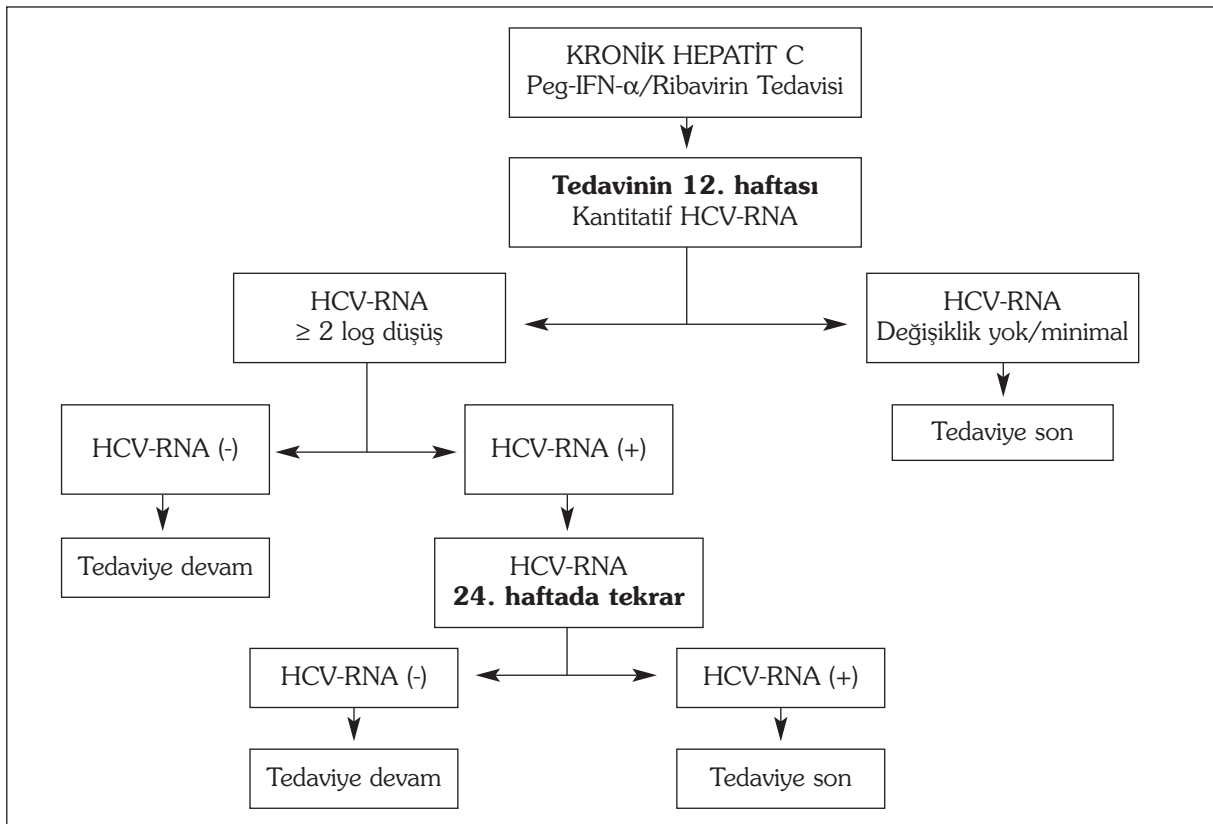 KRONİK HEPATİT C
Peg-IFN-α/Ribavirin Tedavisi
Tedavinin 12. haftası
Kantitatif HCV-RNA
HCV-RNA
≥ 2 log düşüş
HCV-RNA
Değişiklik yok/minimal
HCV-RNA (-)
HCV-RNA (+)
Tedaviye son
Tedaviye devam
HCV-RNA
24. haftada tekrar
HCV-RNA (-)
HCV-RNA (+)
Tedaviye devam
Tedaviye son